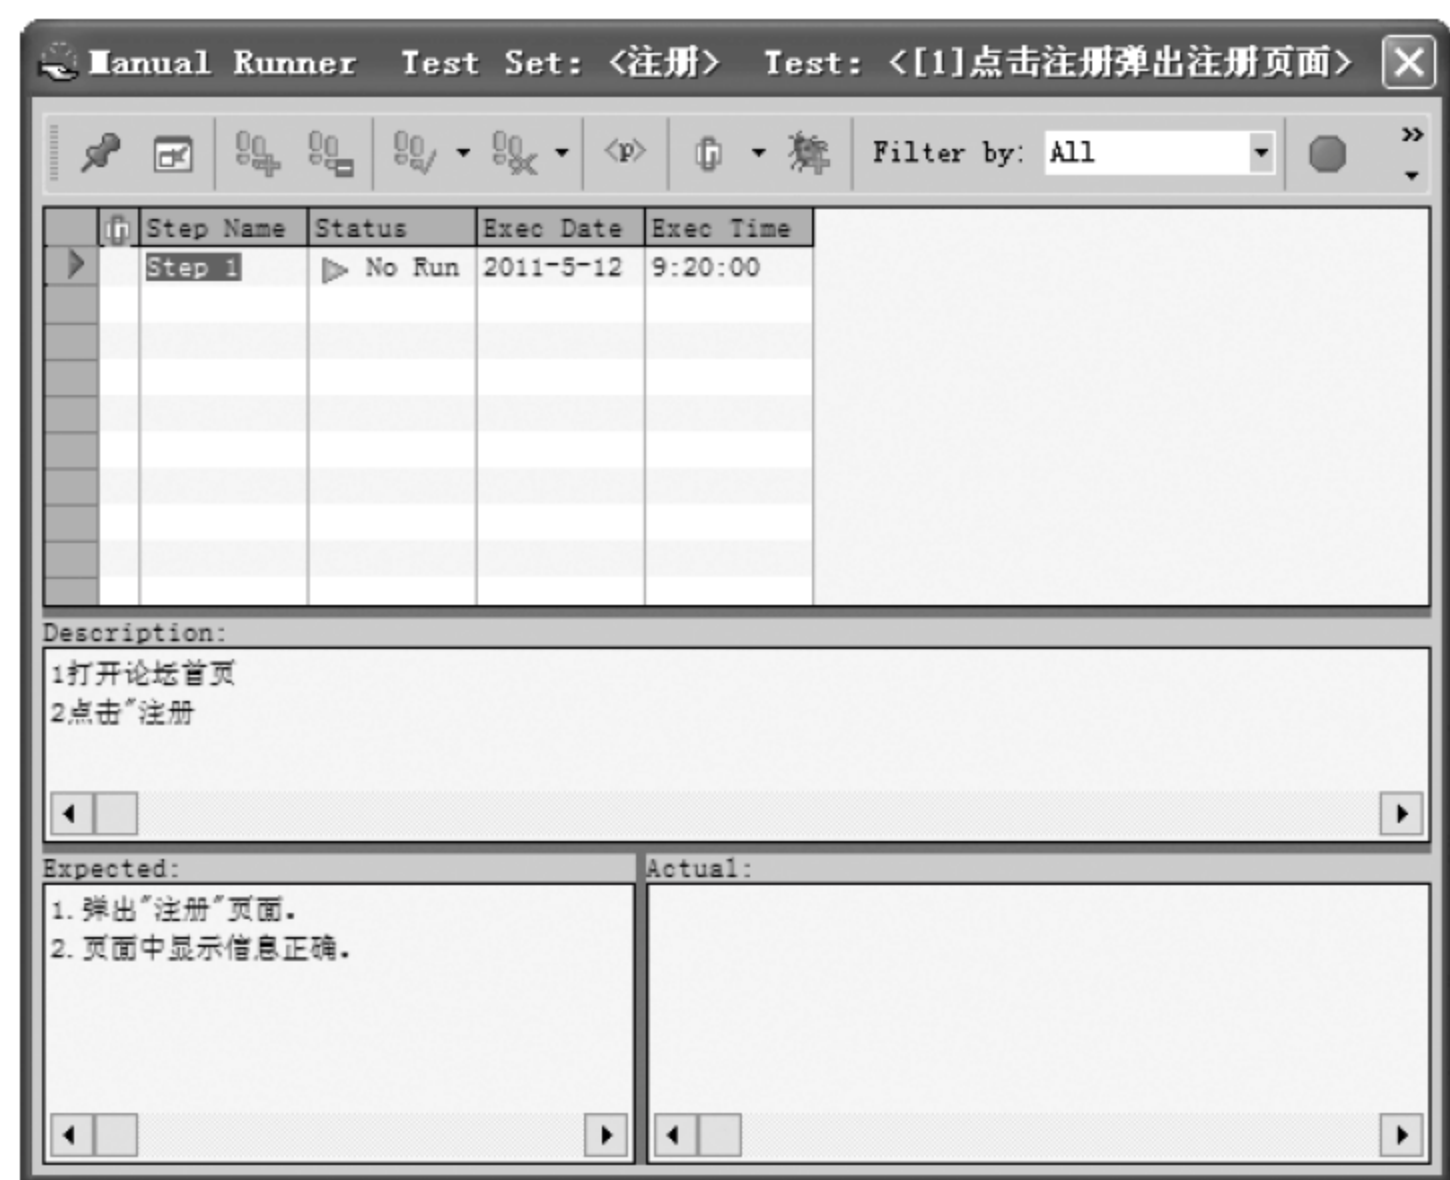 Manual Runner Test Set: <注册> Test: <[1]点击注册弹出注册页面>
<p> Filter by: All
Step Name Status Exec Date Exec Time
Step 1 No Run 2011-5-12 9:20:00
Description:
1打开论坛首页
2点击"注册
Expected:
1. 弹出"注册"页面.
2. 页面中显示信息正确.
Actual: